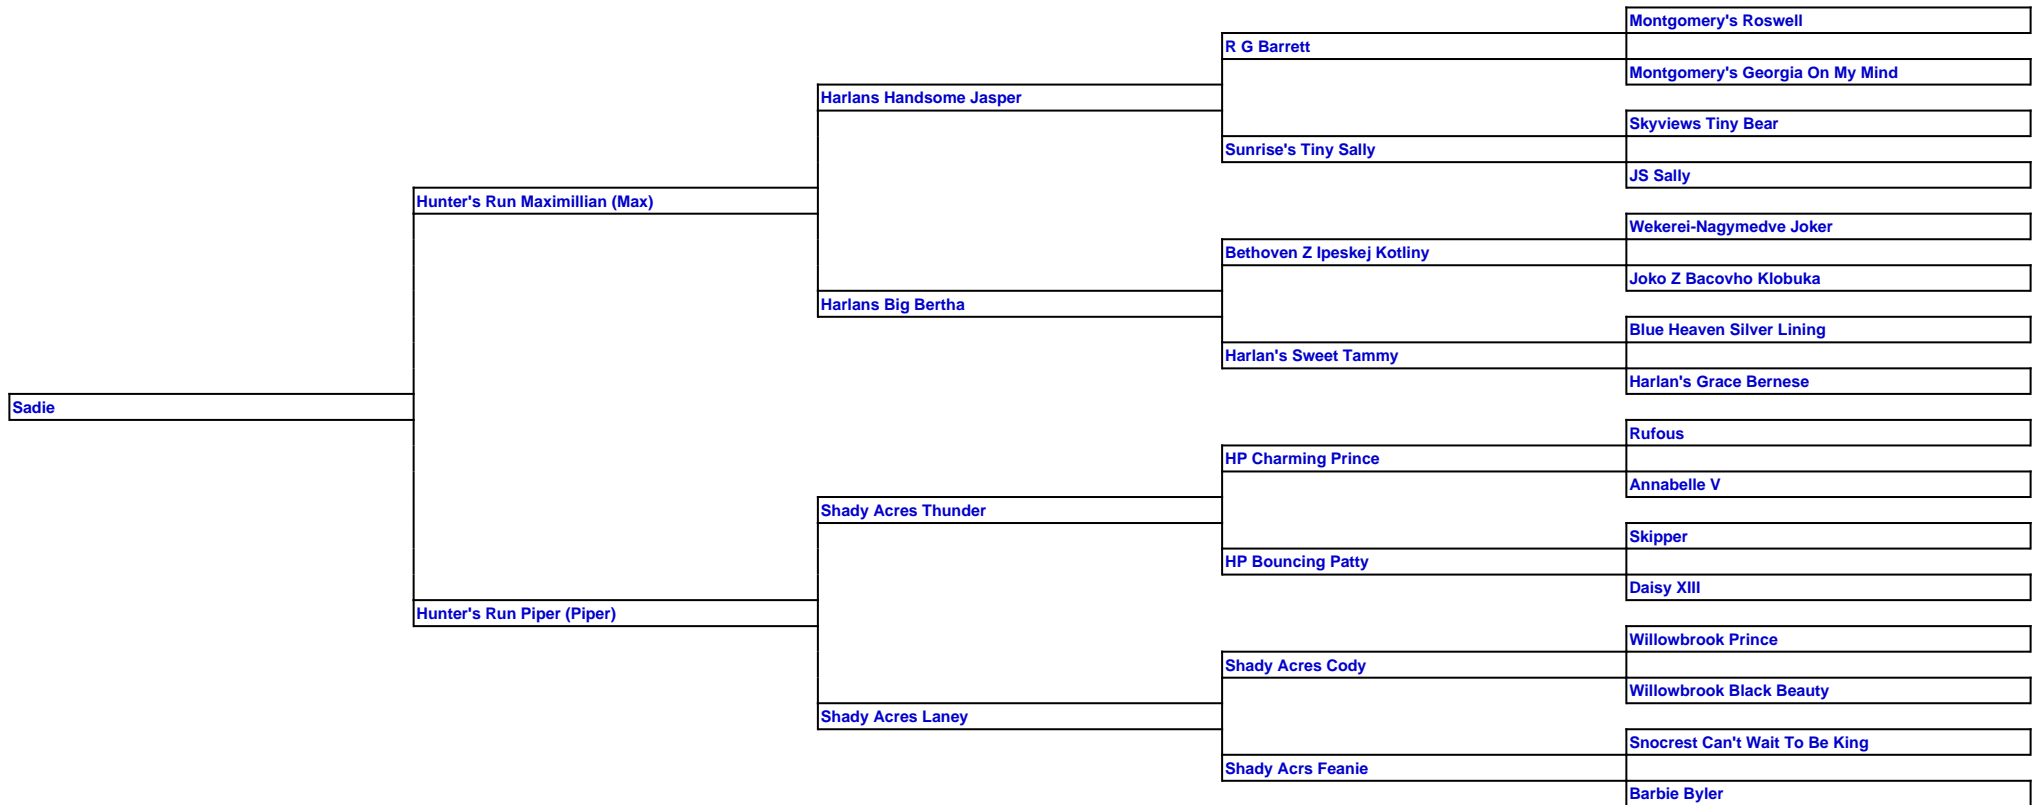 Montgomery's Roswell
R G Barrett
Montgomery's Georgia On My Mind
Harlans Handsome Jasper
Skyviews Tiny Bear
Sunrise's Tiny Sally
JS Sally
Hunter's Run Maximillian (Max)
Wekerei-Nagymedve Joker
Bethoven Z Ipeskej Kotliny
Joko Z Bacovho Klobuka
Harlans Big Bertha
Blue Heaven Silver Lining
Harlan's Sweet Tammy
Harlan's Grace Bernese
Sadie
Rufous
HP Charming Prince
Annabelle V
Shady Acres Thunder
Skipper
HP Bouncing Patty
Daisy XIII
Hunter's Run Piper (Piper)
Willowbrook Prince
Shady Acres Cody
Willowbrook Black Beauty
Shady Acres Laney
Snocrest Can't Wait To Be King
Shady Acrs Feanie
Barbie Byler